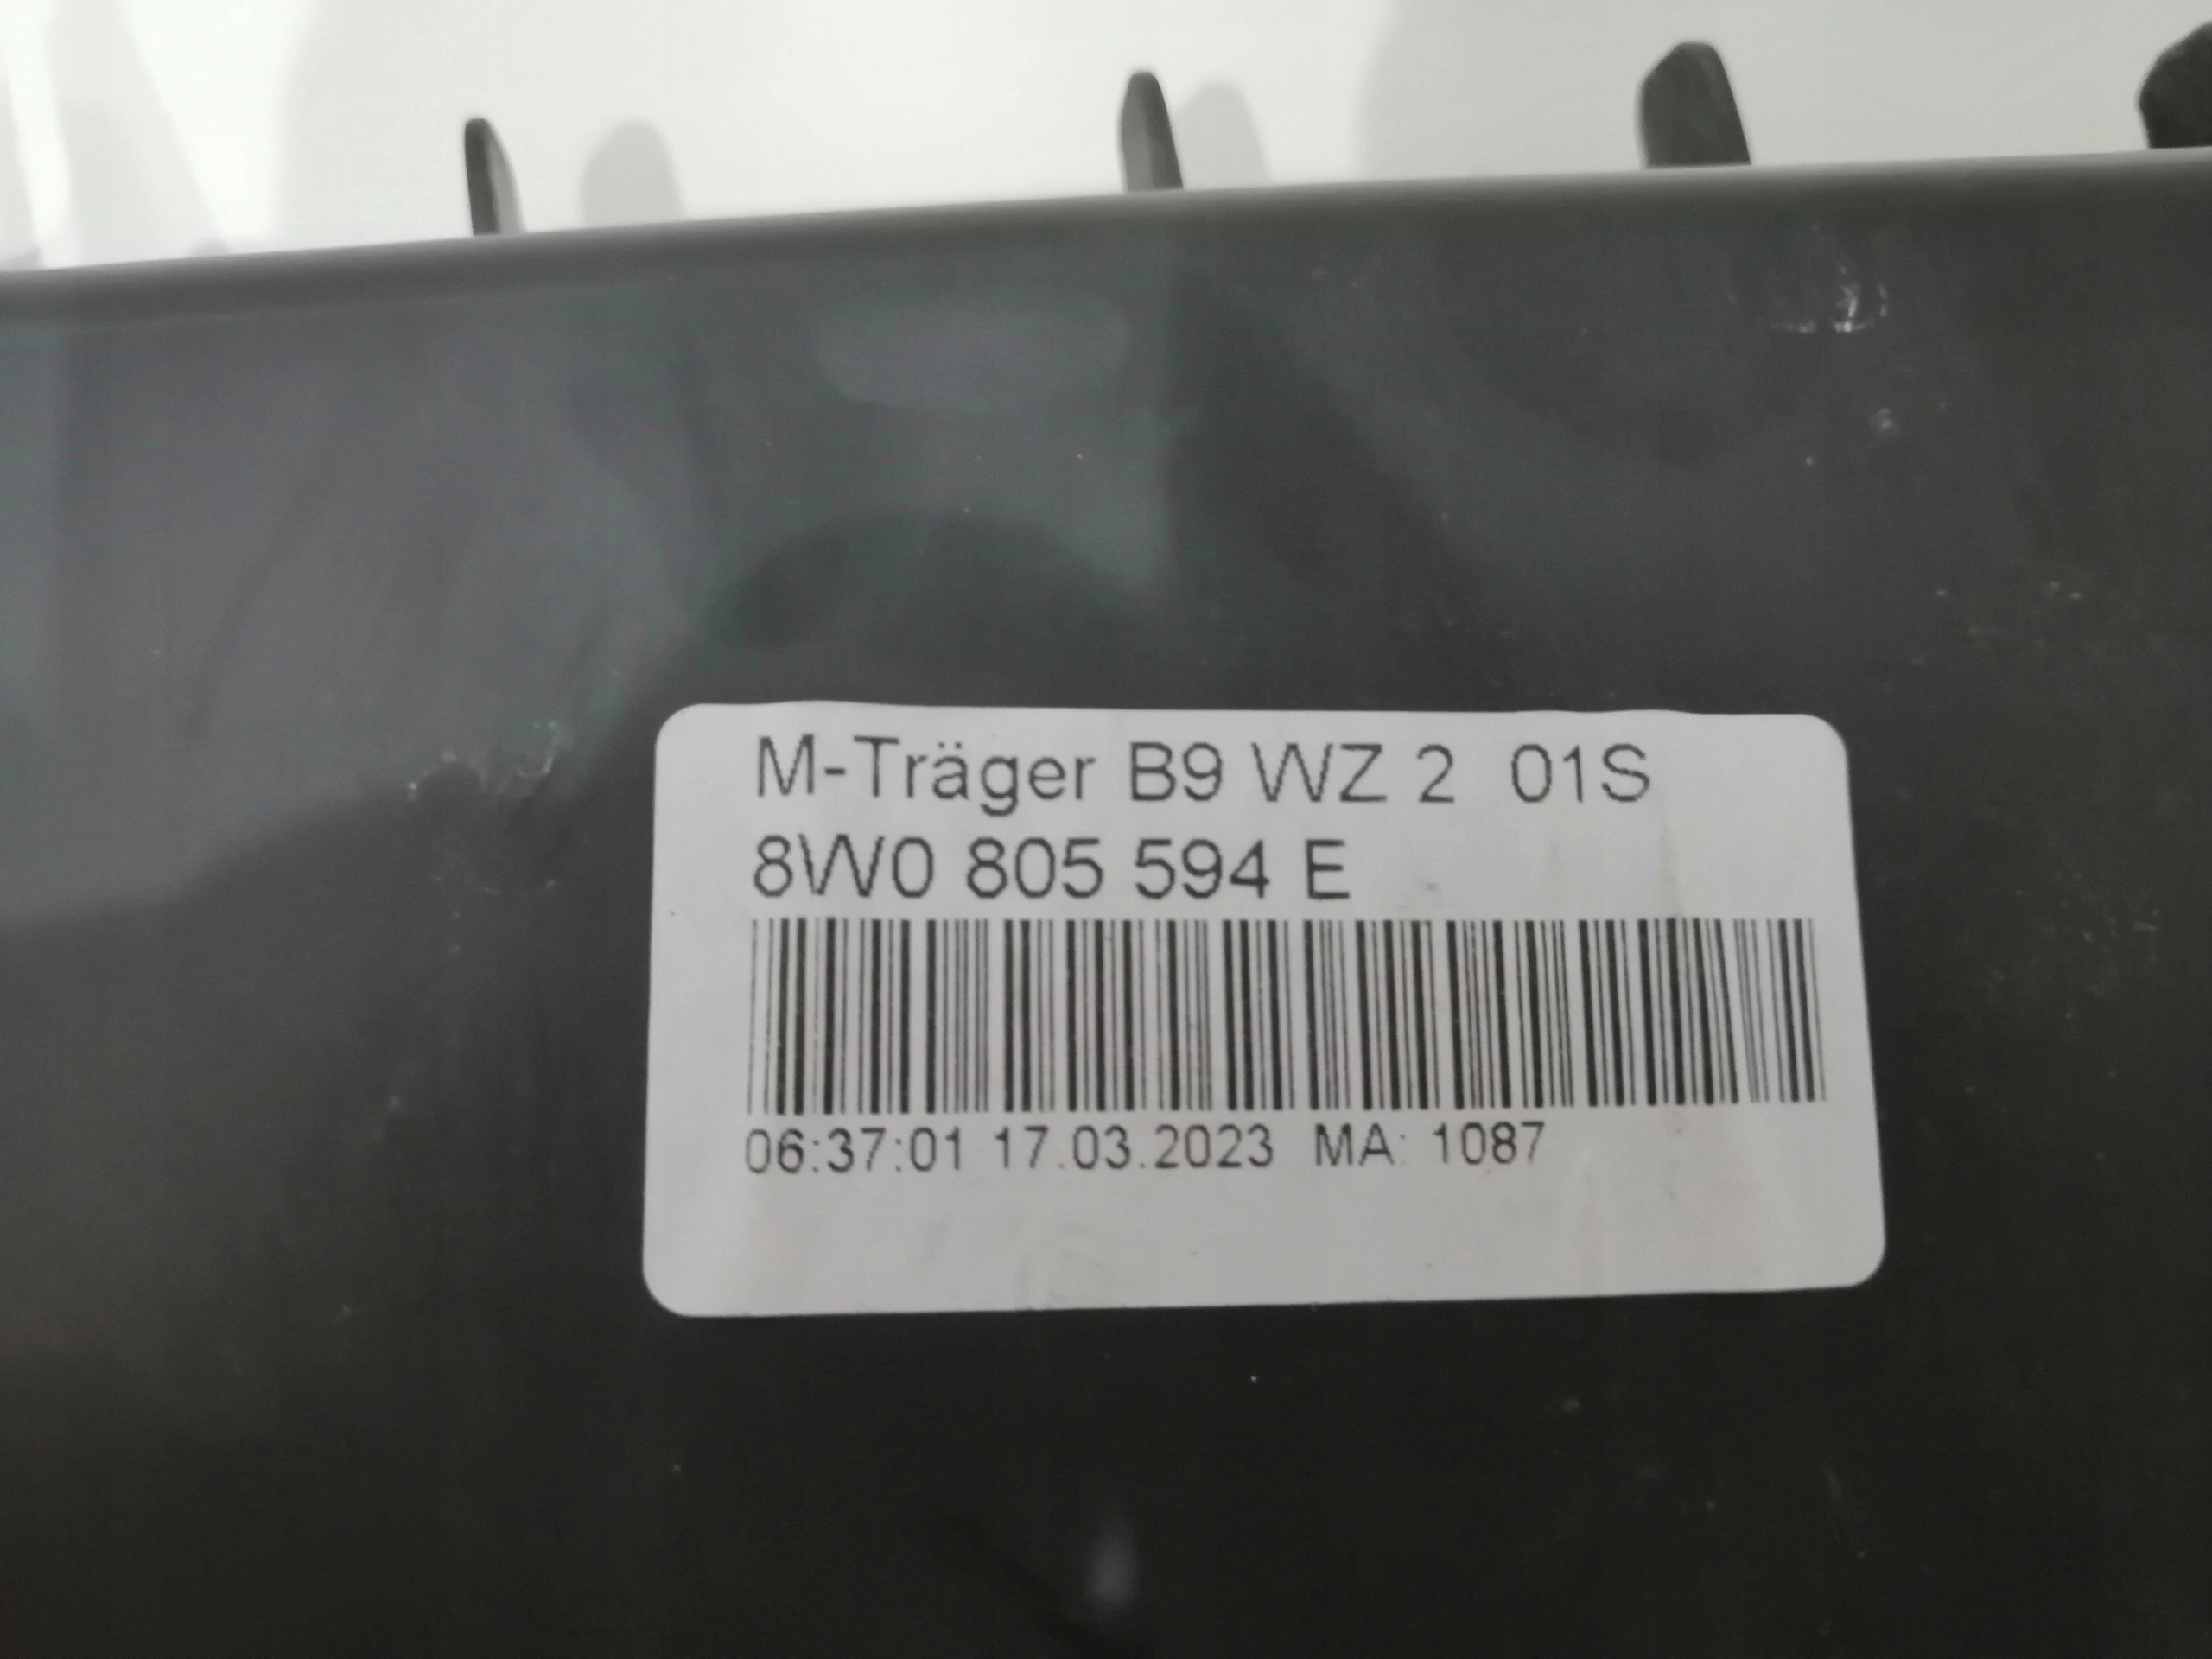 M-Träger B9 WZ 2  01S
8W0 805 594 E
06:37:01 17.03.2023  MA: 1087